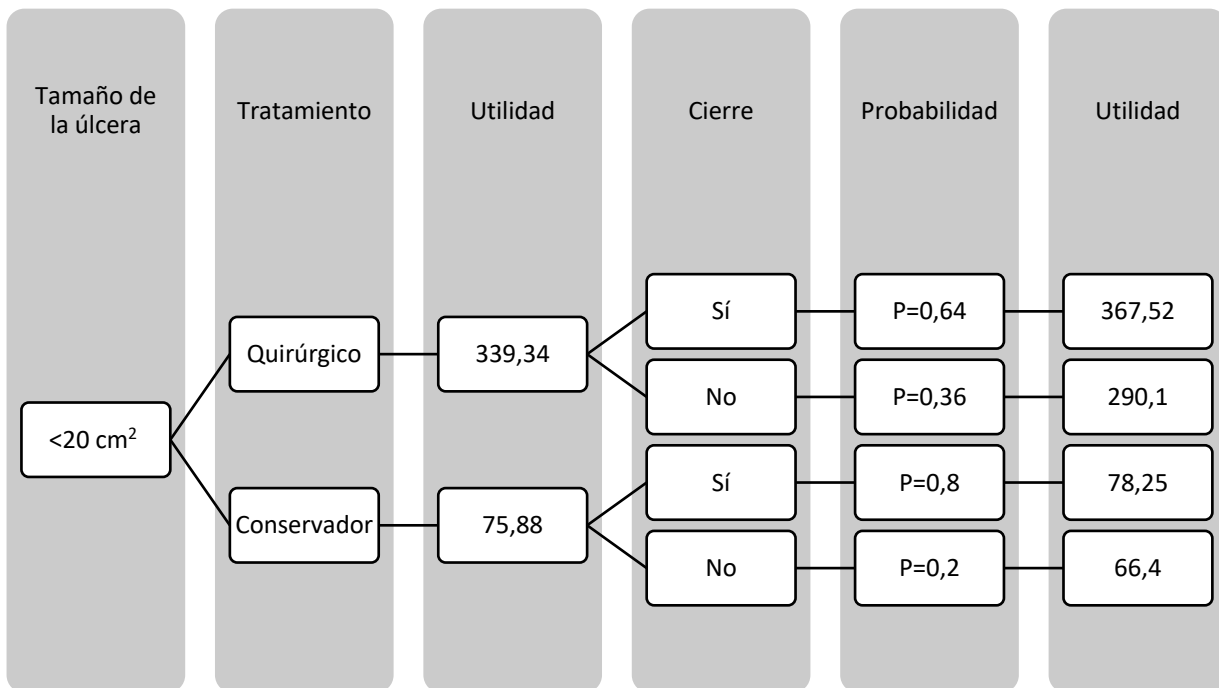 Tamaño de
la úlcera
Tratamiento
Utilidad
Cierre
Probabilidad
Utilidad
<20 cm²
Quirúrgico
339,34
Sí
P=0,64
367,52
No
P=0,36
290,1
Conservador
75,88
Sí
P=0,8
78,25
No
P=0,2
66,4